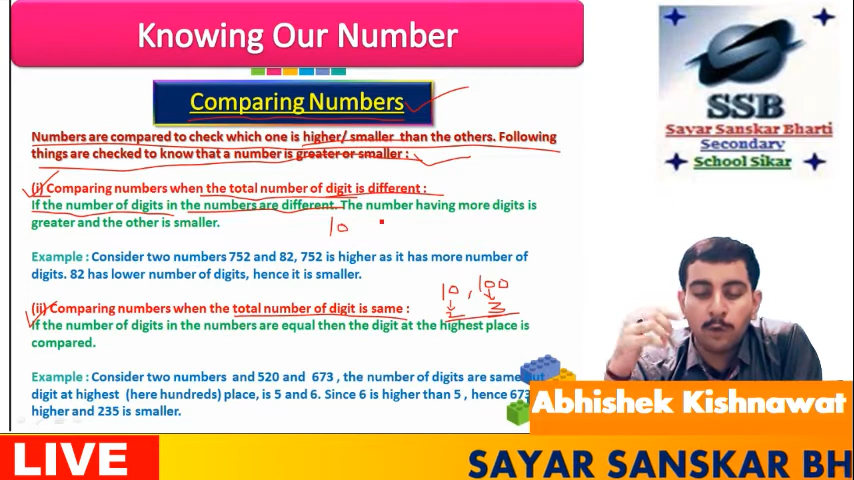 Knowing Our Number
Comparing Numbers
Numbers are compared to check which one is higher/ smaller than the others. Following
things are checked to know that a number is greater or smaller :
(i) Comparing numbers when the total number of digit is different :
If the number of digits in the numbers are different. The number having more digits is
greater and the other is smaller.
10
Example : Consider two numbers 752 and 82, 752 is higher as it has more number of
digits. 82 has lower number of digits, hence it is smaller.
10 , 100
2 3
(ii) Comparing numbers when the total number of digit is same :
If the number of digits in the numbers are equal then the digit at the highest place is
compared.
Example : Consider two numbers and 520 and 673 , the number of digits are same but
digit at highest (here hundreds) place, is 5 and 6. Since 6 is higher than 5 , hence 673
higher and 235 is smaller.
SSB
Sayar Sanskar Bharti
Secondary
School Sikar
Abhishek Kishnawat
LIVE
SAYAR SANSKAR BH